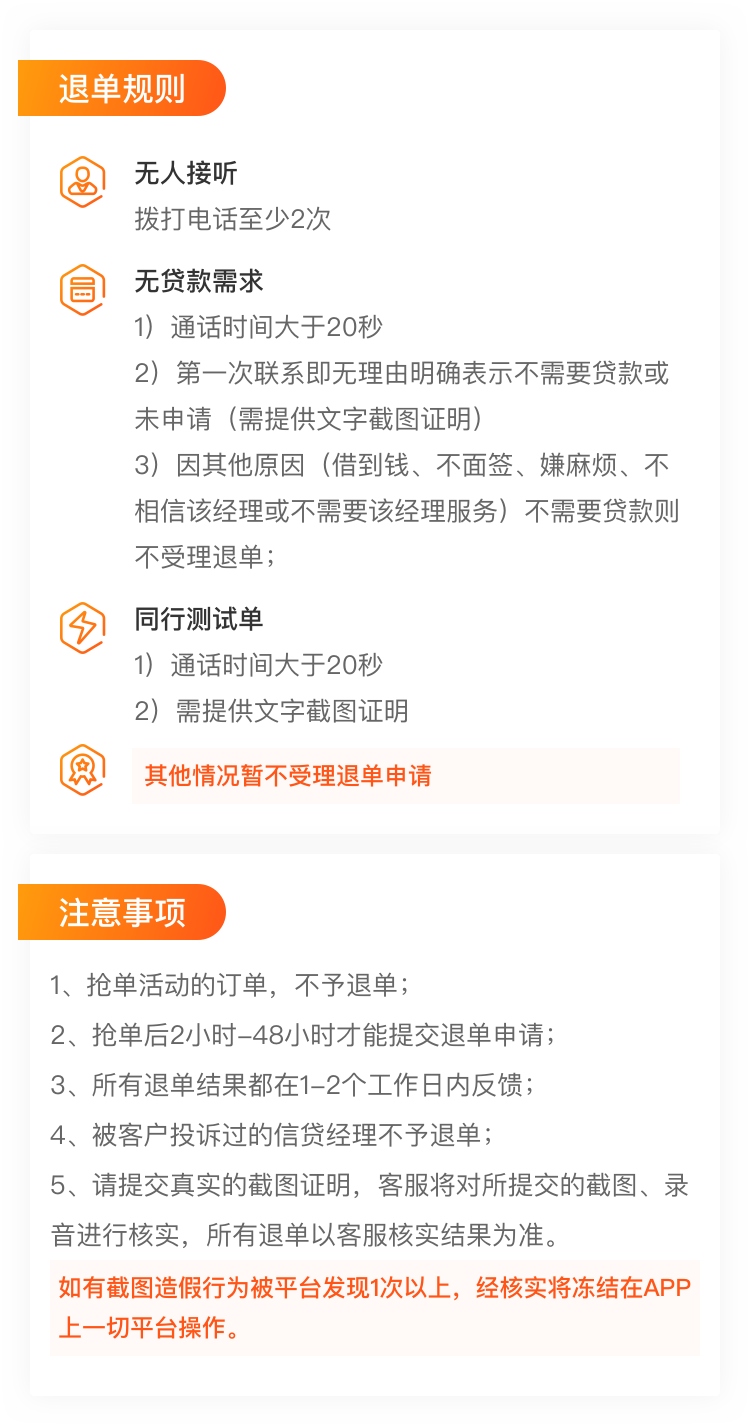 退单规则
无人接听
拨打电话至少2次
无贷款需求
1）通话时间大于20秒
2）第一次联系即无理由明确表示不需要贷款或
未申请（需提供文字截图证明）
3）因其他原因（借到钱、不面签、嫌麻烦、不
相信该经理或不需要该经理服务）不需要贷款则
不受理退单；
同行测试单
1）通话时间大于20秒
2）需提供文字截图证明
其他情况暂不受理退单申请
注意事项
1、抢单活动的订单，不予退单；
2、抢单后2小时-48小时才能提交退单申请；
3、所有退单结果都在1-2个工作日内反馈；
4、被客户投诉过的信贷经理不予退单；
5、请提交真实的截图证明，客服将对所提交的截图、录
音进行核实，所有退单以客服核实结果为准。
如有截图造假行为被平台发现1次以上，经核实将冻结在APP
上一切平台操作。